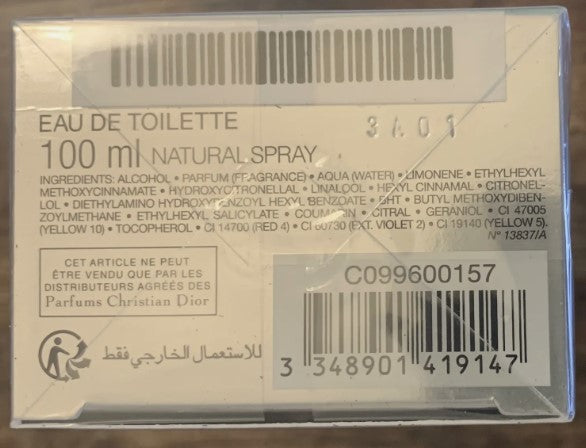 EAU DE TOILETTE
3A01
100 ml NATURAL SPRAY
INGREDIENTS: ALCOHOL • PARFUM (FRAGRANCE) • AQUA (WATER) • LIMONENE • ETHYLHEXYL
METHOXYCINNAMATE • HYDROXYCITRONELLAL • LINALOOL • HEXYL CINNAMAL • CITRONEL-
LOL • DIETHYLAMINO HYDROXYBENZOYL HEXYL BENZOATE • BHT • BUTYL METHOXYDIBEN-
ZOYLMETHANE • ETHYLHEXYL SALICYLATE • COUMARIN • CITRAL • GERANIOL • CI 47005
(YELLOW 10) • TOCOPHEROL • CI 14700 (RED 4) • CI 60730 (EXT. VIOLET 2) • CI 19140 (YELLOW 5).
N° 13837/A
CET ARTICLE NE PEUT
ÊTRE VENDU QUE PAR LES
DISTRIBUTEURS AGRÉÉS DES
Parfums Christian Dior
C099600157
للاستعمال الخارجي فقط
3 348901 419147